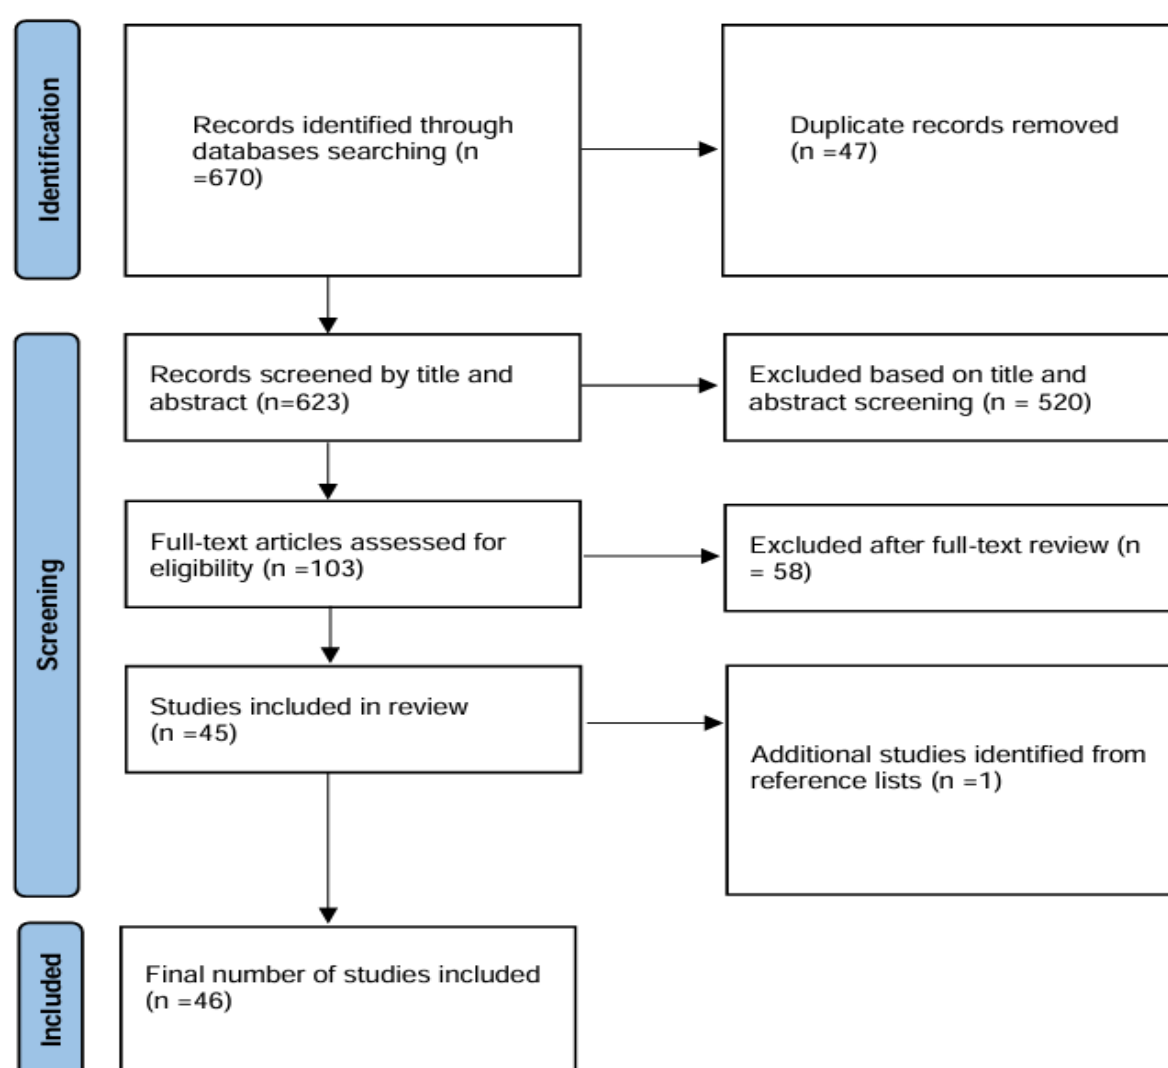 Identification
Records identified through
databases searching (n
=670)
Duplicate records removed
(n =47)
Screening
Records screened by title and
abstract (n=623)
Excluded based on title and
abstract screening (n = 520)
Full-text articles assessed for
eligibility (n =103)
Excluded after full-text review (n
= 58)
Studies included in review
(n =45)
Additional studies identified from
reference lists (n =1)
Included
Final number of studies included
(n =46)